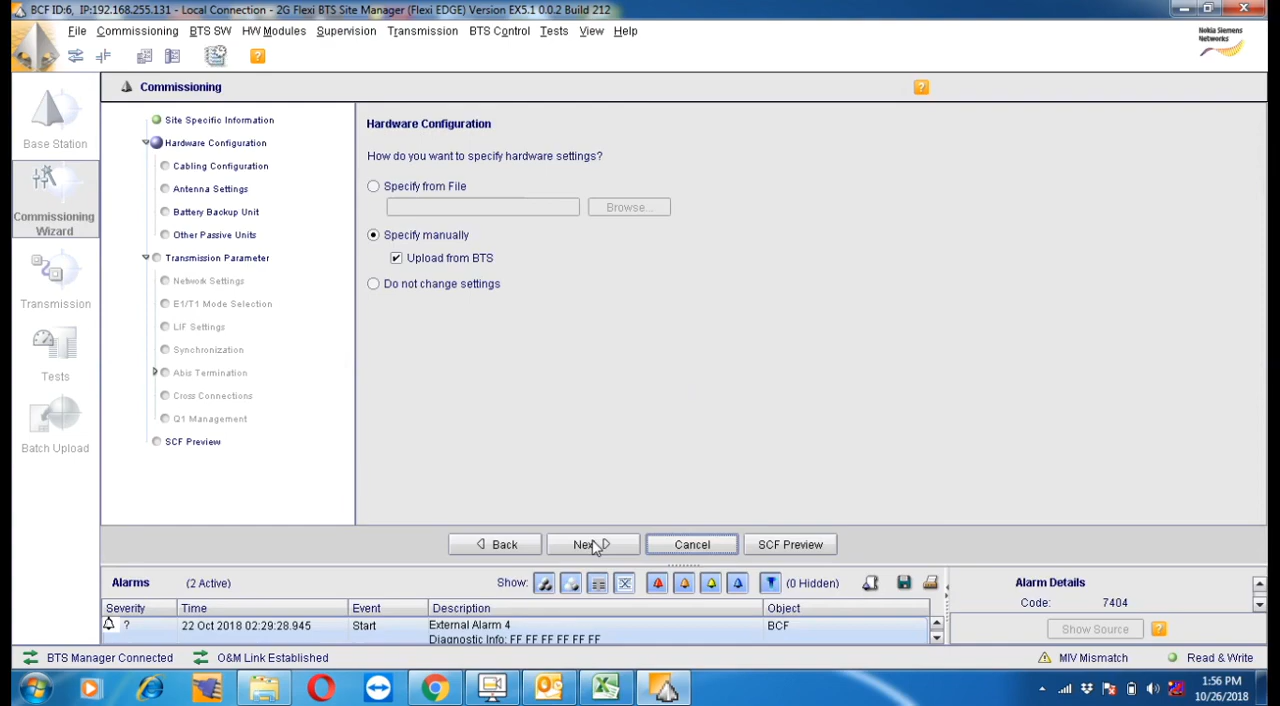 BCF ID:6, IP:192.168.255.131 - Local Connection - 2G Flexi BTS Site Manager (Flexi EDGE) Version EX5.1 0.0.2 Build 212
File Commissioning BTS SW HW Modules Supervision Transmission BTS Control Tests View Help
Nokia Siemens
Networks
Commissioning
Base Station
Commissioning
Wizard
Transmission
Tests
Batch Upload
Site Specific Information
Hardware Configuration
Cabling Configuration
Antenna Settings
Battery Backup Unit
Other Passive Units
Transmission Parameter
Network Settings
E1/T1 Mode Selection
LIF Settings
Synchronization
Abis Termination
Cross Connections
Q1 Management
SCF Preview
Hardware Configuration
How do you want to specify hardware settings?
Specify from File
Browse...
Specify manually
Upload from BTS
Do not change settings
Back Next Cancel SCF Preview
Alarms (2 Active) Show: (0 Hidden)
Severity Time Event Description Object
? 22 Oct 2018 02:29:28.945 Start External Alarm 4 BCF
Diagnostic Info: FF FF FF FF FF FF
Alarm Details
Code: 7404
Show Source
BTS Manager Connected O&M Link Established MIV Mismatch Read & Write
1:56 PM
10/26/2018